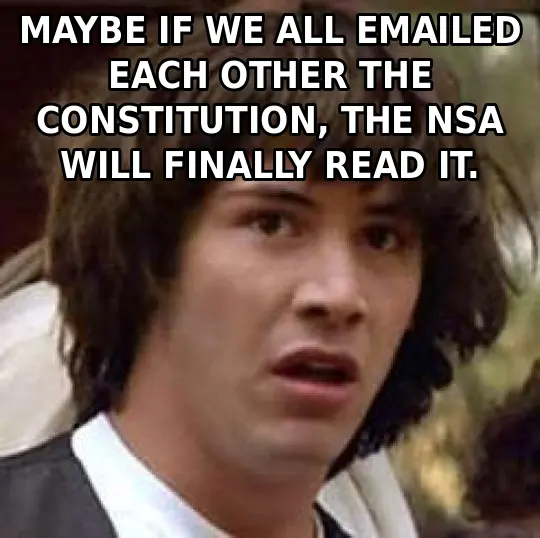 MAYBE IF WE ALL EMAILED
EACH OTHER THE
CONSTITUTION, THE NSA
WILL FINALLY READ IT.